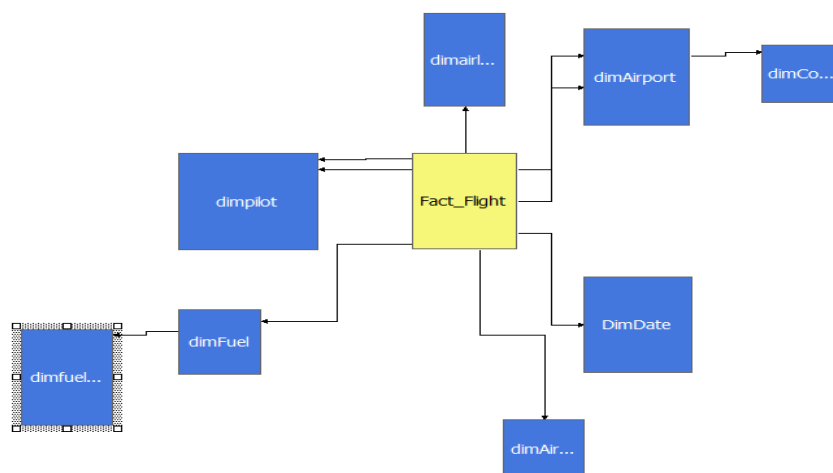 dimairl...
dimAirport
dimCo...
dimpilot
Fact_Flight
dimFuel
DimDate
dimfuel...
dimAir...